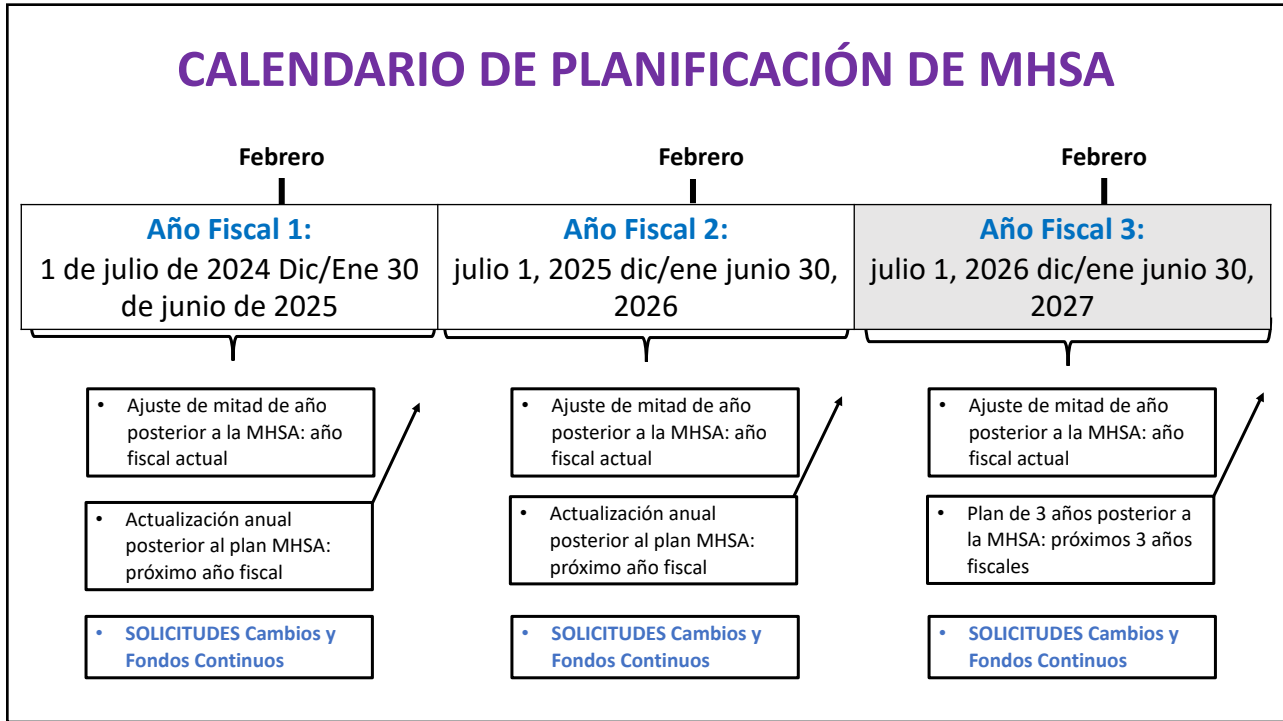 CALENDARIO DE PLANIFICACIÓN DE MHSA
Febrero
Febrero
Febrero
Año Fiscal 1:
1 de julio de 2024 Dic/Ene 30
de junio de 2025
Año Fiscal 2:
julio 1, 2025 dic/ene junio 30,
2026
Año Fiscal 3:
julio 1, 2026 dic/ene junio 30,
2027
• Ajuste de mitad de año
posterior a la MHSA: año
fiscal actual
• Actualización anual
posterior al plan MHSA:
próximo año fiscal
• SOLICITUDES Cambios y
Fondos Continuos
• Ajuste de mitad de año
posterior a la MHSA: año
fiscal actual
• Actualización anual
posterior al plan MHSA:
próximo año fiscal
• SOLICITUDES Cambios y
Fondos Continuos
• Ajuste de mitad de año
posterior a la MHSA: año
fiscal actual
• Plan de 3 años posterior a
la MHSA: próximos 3 años
fiscales
• SOLICITUDES Cambios y
Fondos Continuos